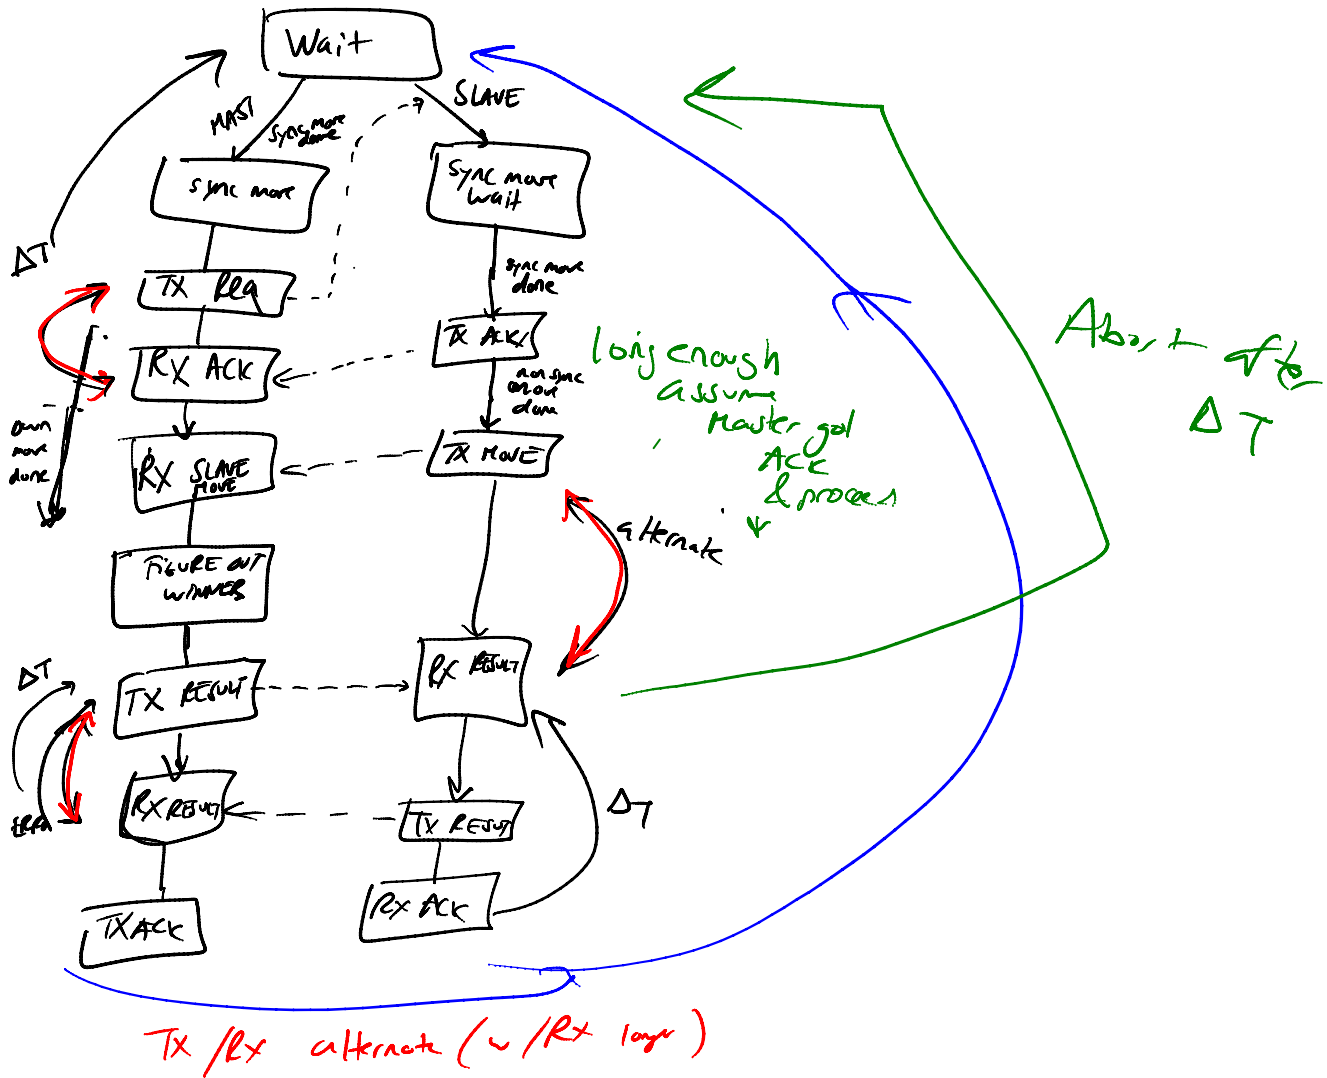 Wait
SLAVE
MAST
sync move
done
sync move
sync move
wait
ΔT
TX REQ
sync move
done
TX ACK
RX ACK
long enough
assume
Master got
ACK
& process
Abort after
ΔT
non sync
move
done
own
move
done
RX SLAVE
MOVE
TX MOVE
alternate
FIGURE OUT
WINNER
ΔT
TX RESULT
RX RESULT
RX RESULT
TX RESUT
ΔT
TX ACK
RX ACK
TX/RX alternate (w/RX longer)